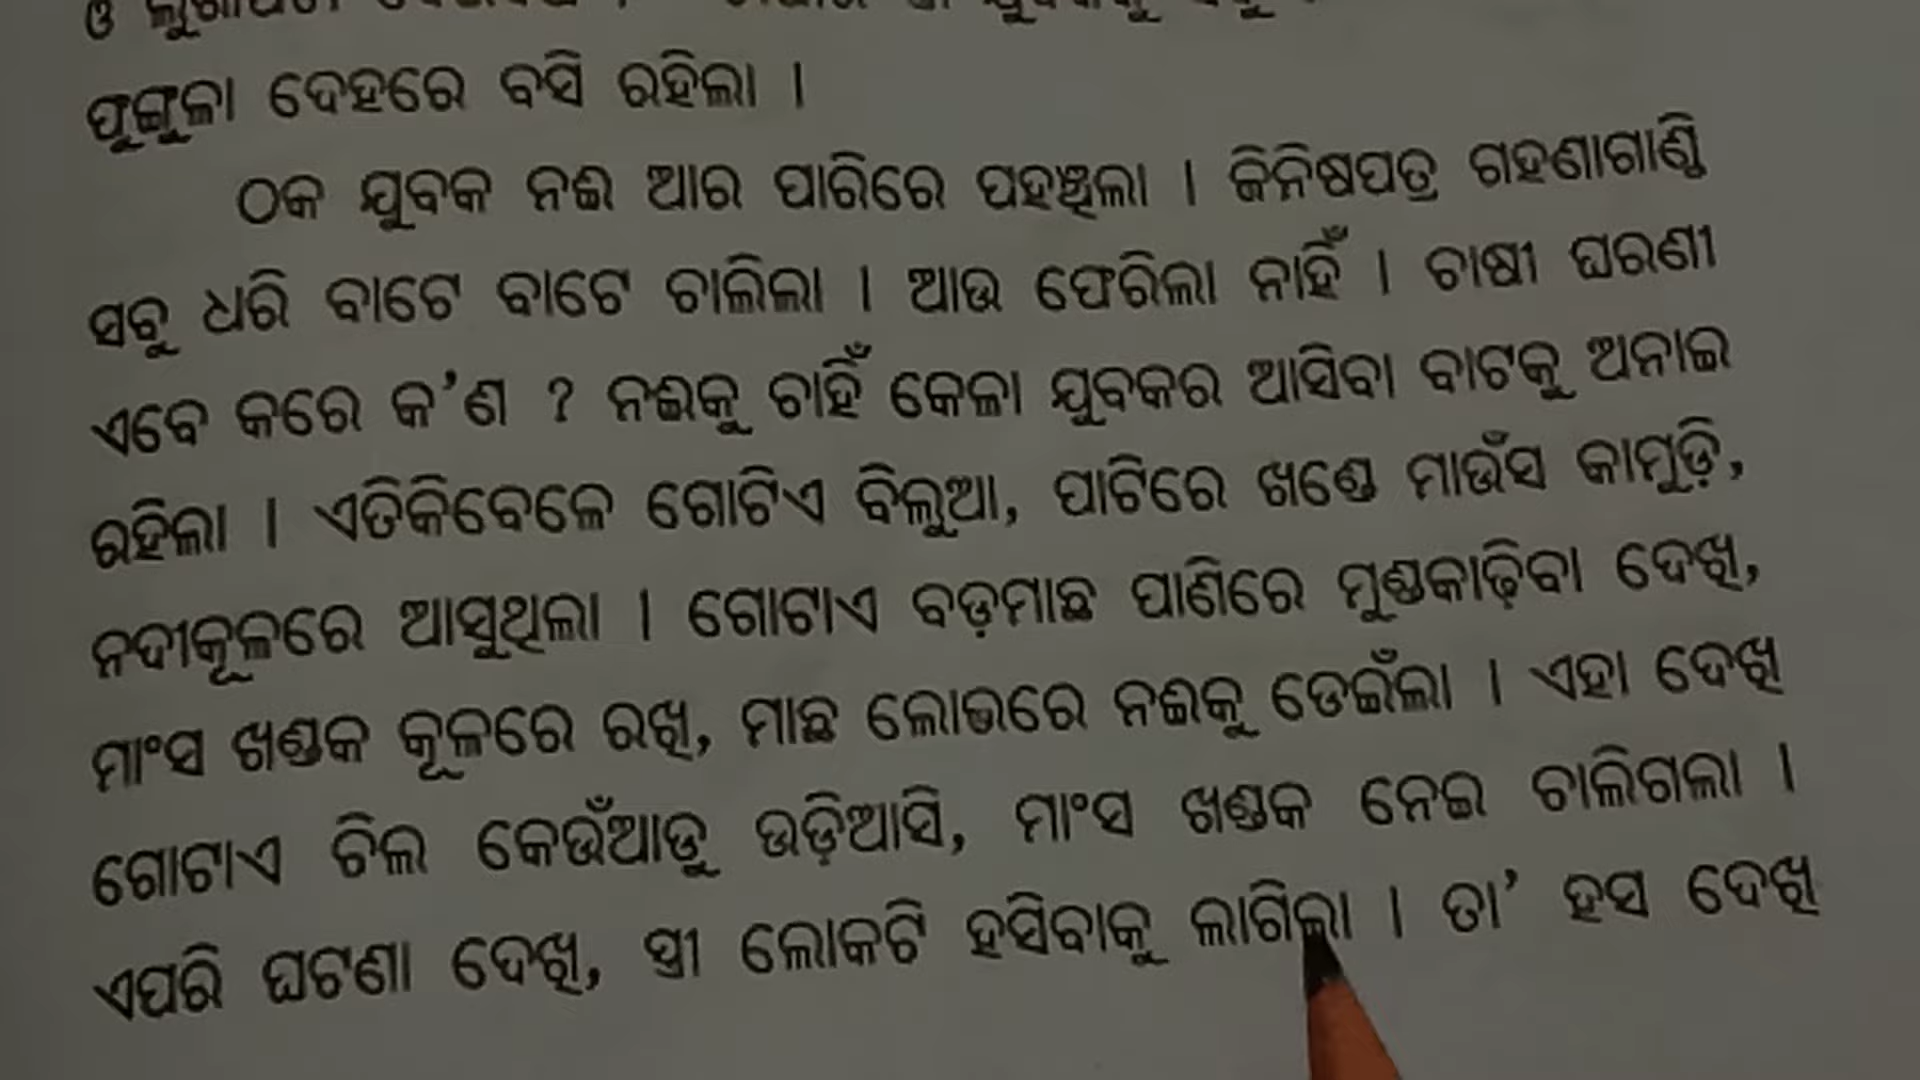 ଫୁଙ୍ଗୁଳା ଦେହରେ ବସି ରହିଲା ।
ଠକ ଯୁବକ ନଈ ଆର ପାରିରେ ପହଞ୍ଚିଲା । ଜିନିଷପତ୍ର ଗହଣାଗାଣ୍ଠି
ସବୁ ଧରି ବାଟେ ବାଟେ ଚାଲିଲା । ଆଉ ଫେରିଲା ନାହିଁ । ଚାଷୀ ଘରଣୀ
ଏବେ କରେ କ’ଣ ? ନଈକୁ ଚାହିଁ କେଳା ଯୁବକର ଆସିବା ବାଟକୁ ଅନାଇ
ରହିଲା । ଏତିକିବେଳେ ଗୋଟିଏ ବିଲୁଆ, ପାଟିରେ ଖଣ୍ଡେ ମାଉଁସ କାମୁଡ଼ି,
ନଦୀକୂଳରେ ଆସୁଥିଲା । ଗୋଟାଏ ବଡ଼ମାଛ ପାଣିରେ ମୁଣ୍ଡକାଢ଼ିବା ଦେଖି,
ମାଂସ ଖଣ୍ଡକ କୂଳରେ ରଖି, ମାଛ ଲୋଭରେ ନଈକୁ ଡେଇଁଲା । ଏହା ଦେଖି
ଗୋଟାଏ ଚିଲ କେଉଁଆଡ଼ୁ ଉଡ଼ିଆସି, ମାଂସ ଖଣ୍ଡକ ନେଇ ଚାଲିଗଲା ।
ଏପରି ଘଟଣା ଦେଖି, ସ୍ତ୍ରୀ ଲୋକଟି ହସିବାକୁ ଲାଗିଲା । ତା’ ହସ ଦେଖି